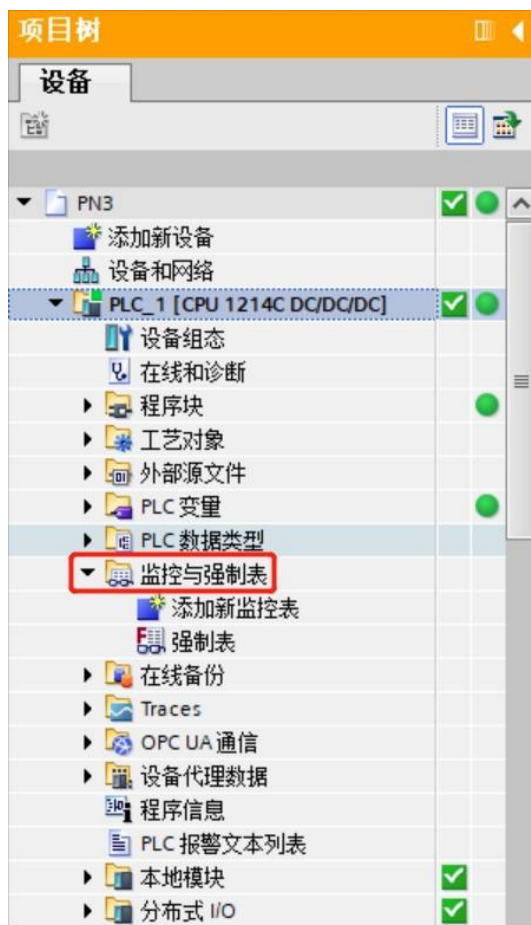 项目树
设备
PN3
添加新设备
设备和网络
PLC_1 [CPU 1214C DC/DC/DC]
设备组态
在线和诊断
程序块
工艺对象
外部源文件
PLC 变量
PLC 数据类型
监控与强制表
添加新监控表
强制表
在线备份
Traces
OPC UA 通信
设备代理数据
程序信息
PLC 报警文本列表
本地模块
分布式 I/O